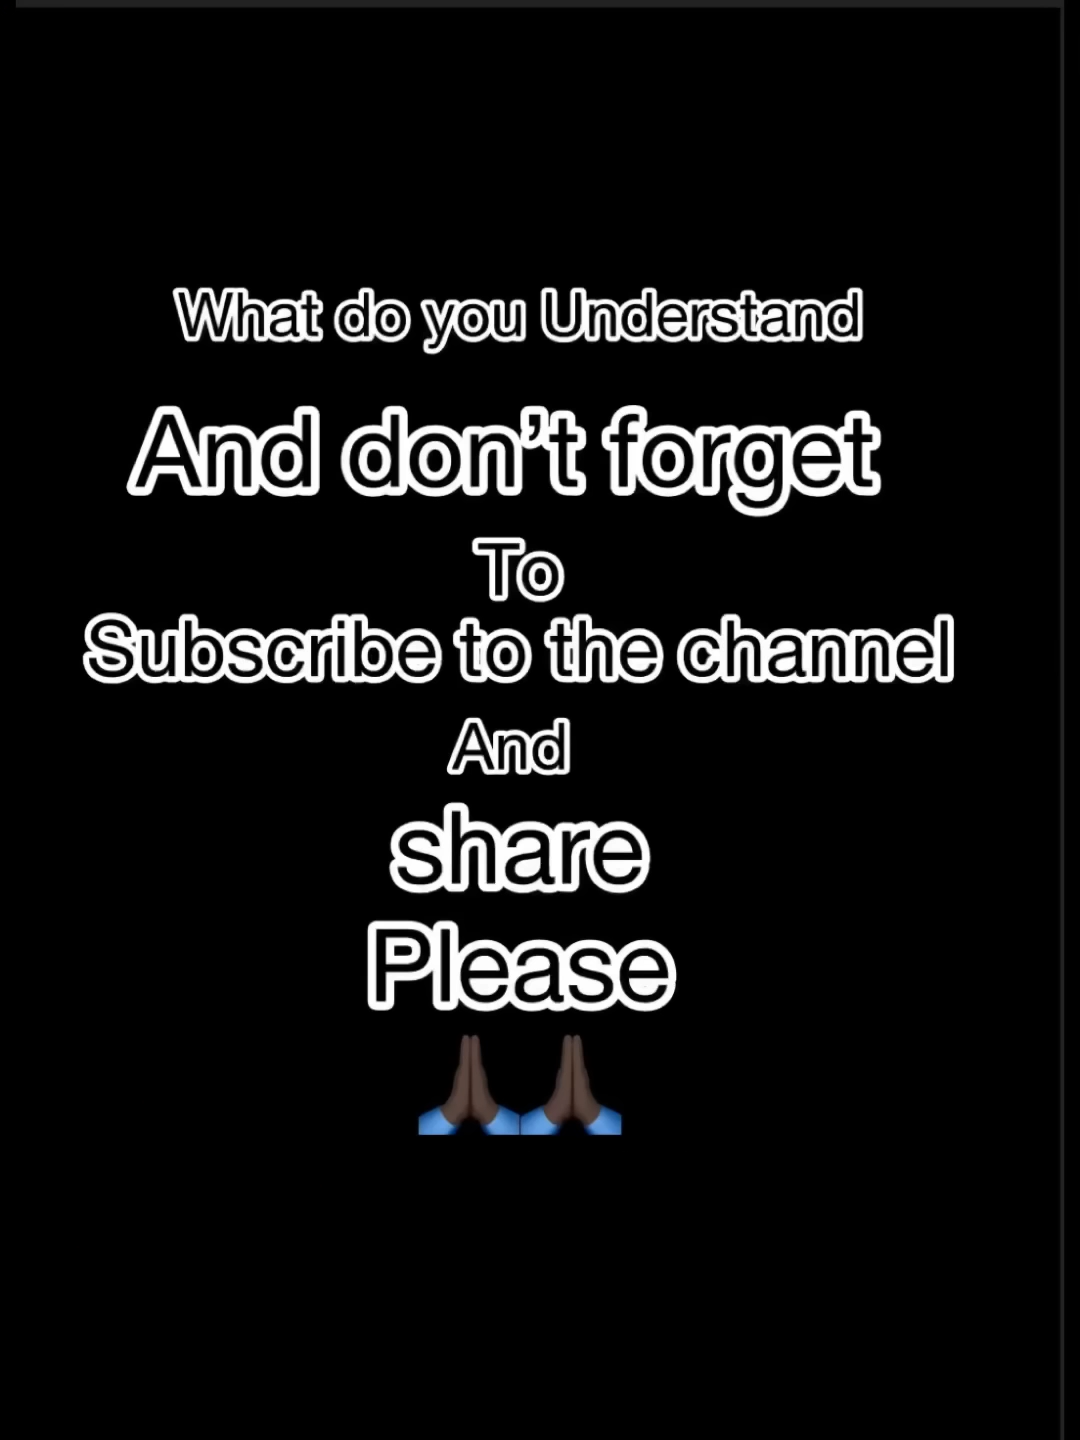 What do you Understand
And don’t forget
To
Subscribe to the channel
And
share
Please
🙏🏿🙏🏿